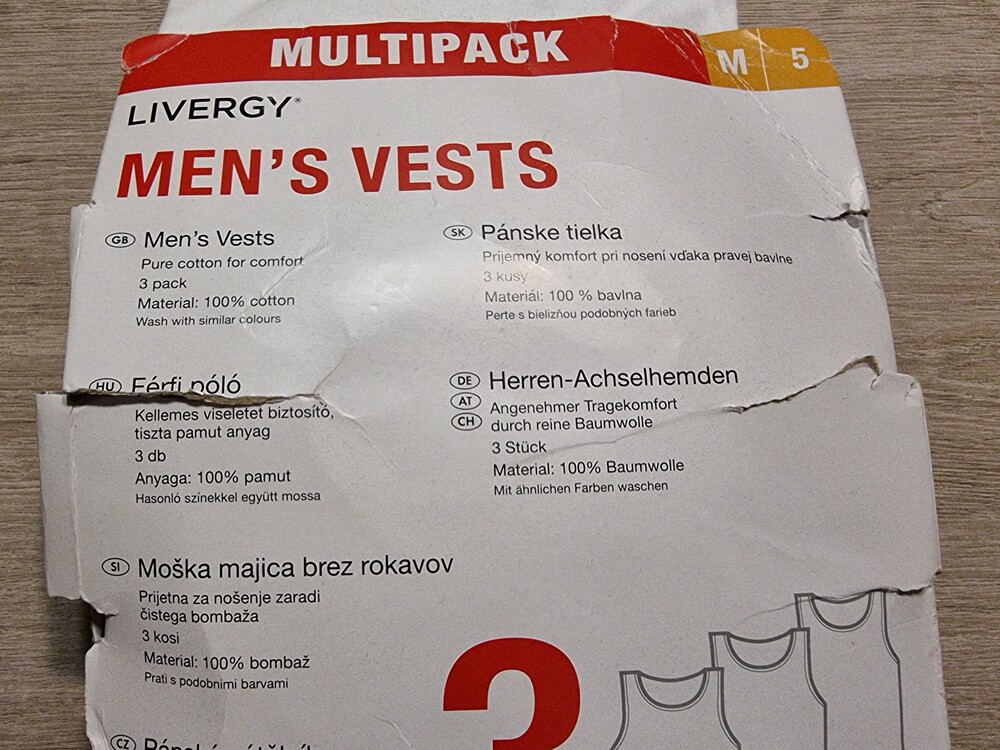 MULTIPACK
M 5
LIVERGY®
MEN'S VESTS
GB Men's Vests
Pure cotton for comfort
3 pack
Material: 100% cotton
Wash with similar colours
SK Pánske tielka
Príjemný komfort pri nosení vďaka pravej bavlne
3 kusy
Materiál: 100 % bavlna
Perte s bielizňou podobných farieb
HU Férfi póló
Kellemes viseletet biztosító,
tiszta pamut anyag
3 db
Anyaga: 100% pamut
Hasonló színekkel együtt mossa
DE AT CH Herren-Achselhemden
Angenehmer Tragekomfort
durch reine Baumwolle
3 Stück
Material: 100% Baumwolle
Mit ähnlichen Farben waschen
SI Moška majica brez rokavov
Prijetna za nošenje zaradi
čistega bombaža
3 kosi
Material: 100% bombaž
Prati s podobnimi barvami
CZ
3